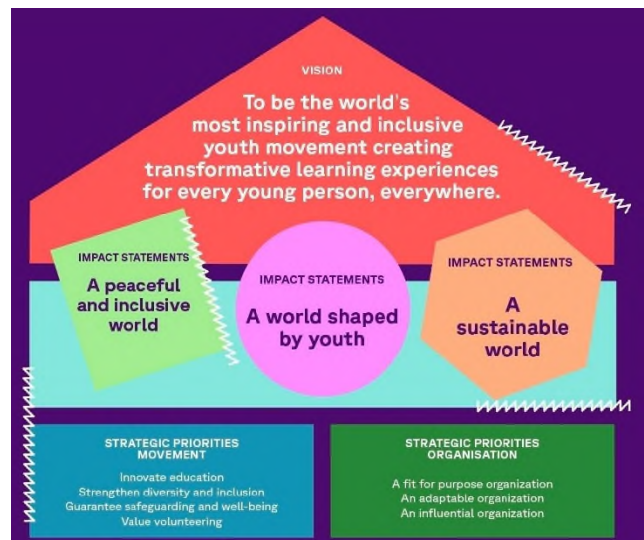 VISION
To be the world's
most inspiring and inclusive
youth movement creating
transformative learning experiences
for every young person, everywhere.
IMPACT STATEMENTS
A peaceful
and inclusive
world
IMPACT STATEMENTS
A world shaped
by youth
IMPACT STATEMENTS
A
sustainable
world
STRATEGIC PRIORITIES
MOVEMENT
Innovate education
Strengthen diversity and inclusion
Guarantee safeguarding and well-being
Value volunteering
STRATEGIC PRIORITIES
ORGANISATION
A fit for purpose organization
An adaptable organization
An influential organization